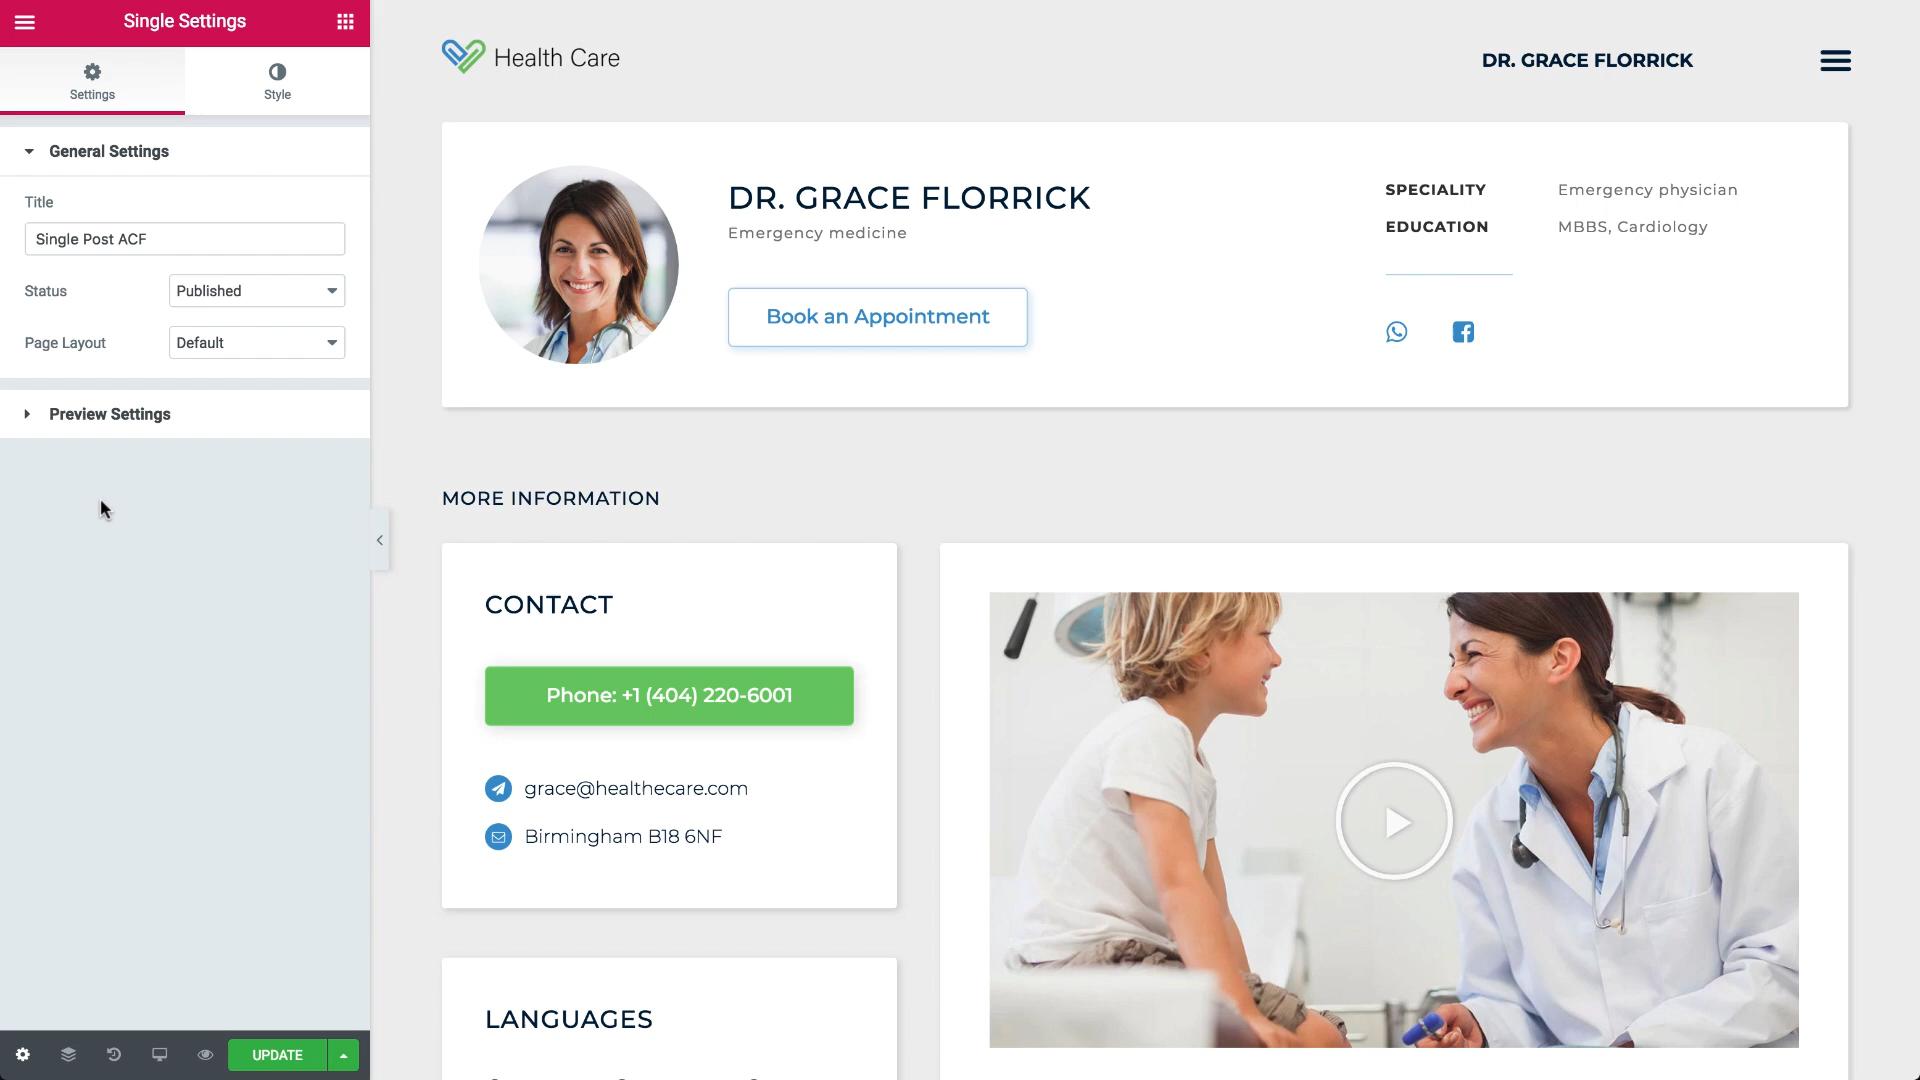 Single Settings
Settings
Style
General Settings
Title
Single Post ACF
Status
Published
Page Layout
Default
Preview Settings
UPDATE
Health Care
DR. GRACE FLORRICK
DR. GRACE FLORRICK
Emergency medicine
Book an Appointment
SPECIALITY Emergency physician
EDUCATION MBBS, Cardiology
MORE INFORMATION
CONTACT
Phone: +1 (404) 220-6001
grace@healthecare.com
Birmingham B18 6NF
LANGUAGES